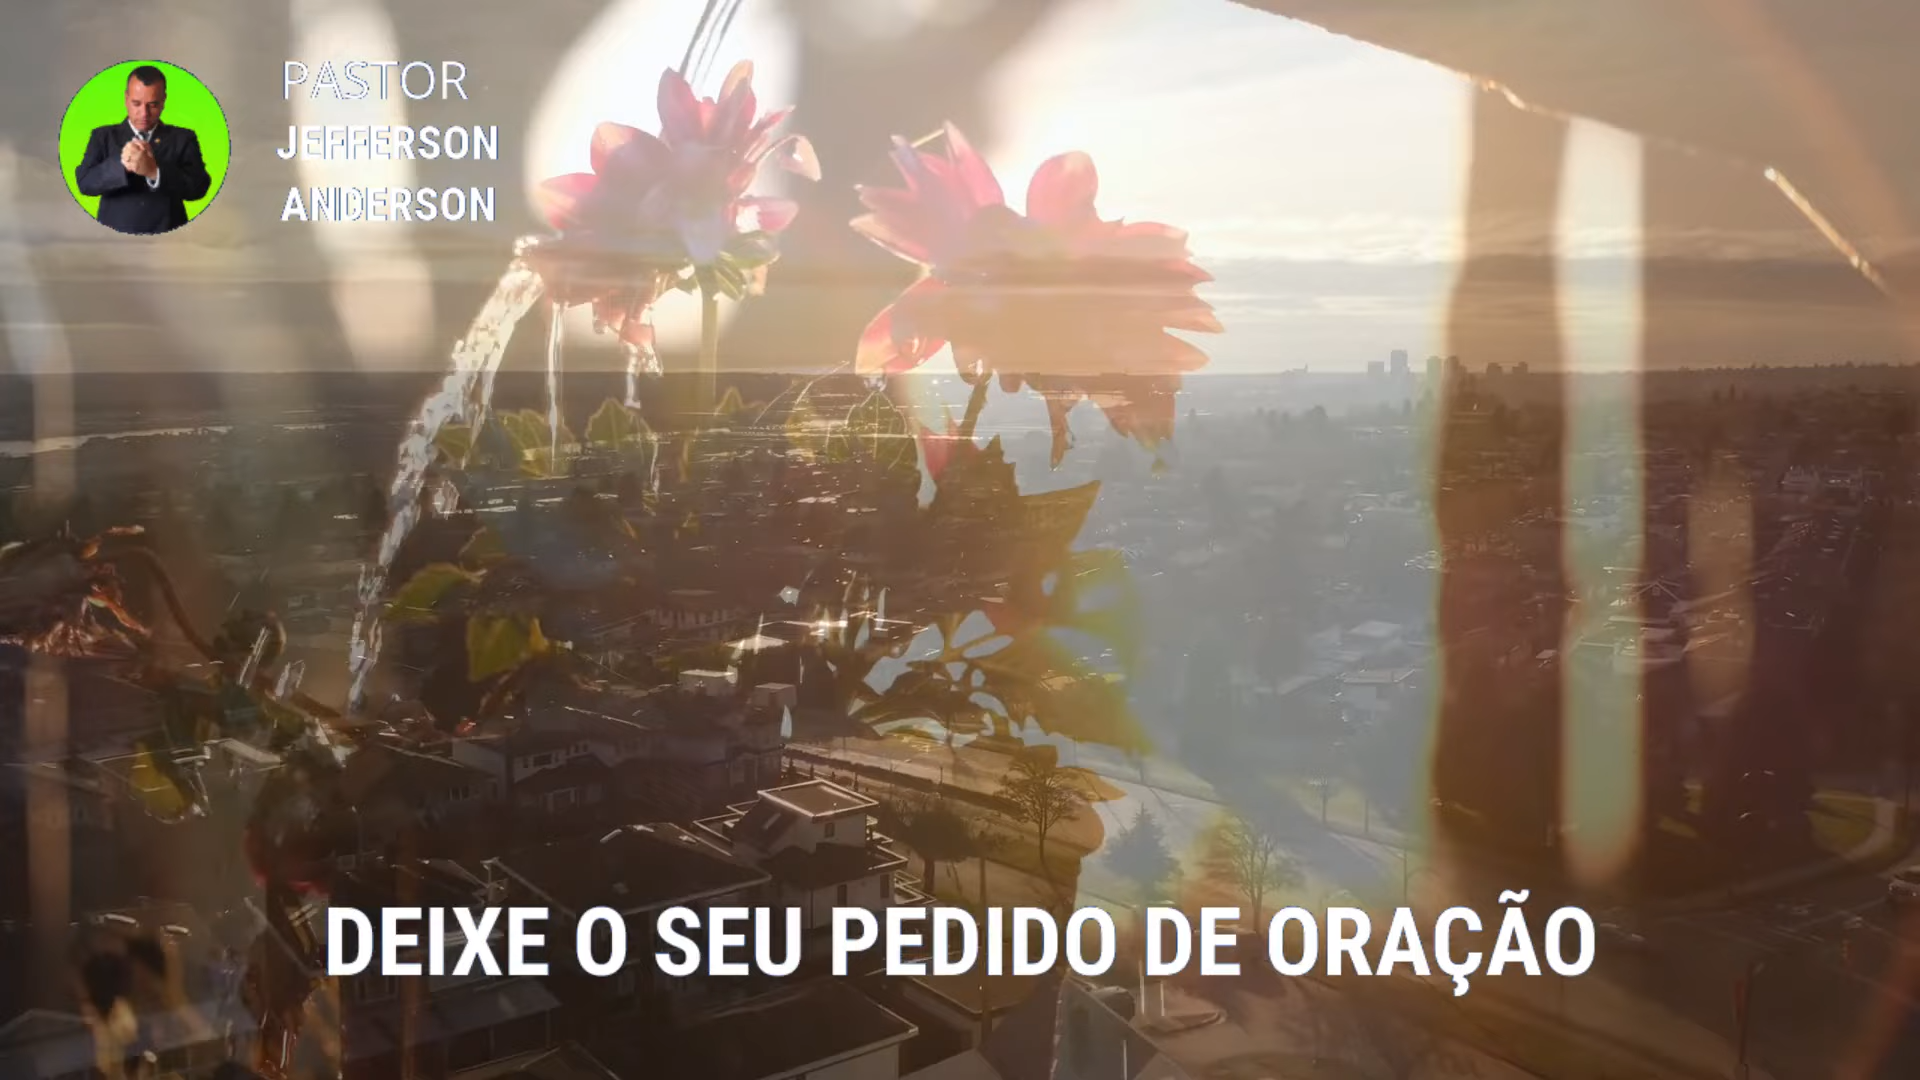 PASTOR
JEFFERSON
ANDERSON
DEIXE O SEU PEDIDO DE ORAÇÃO